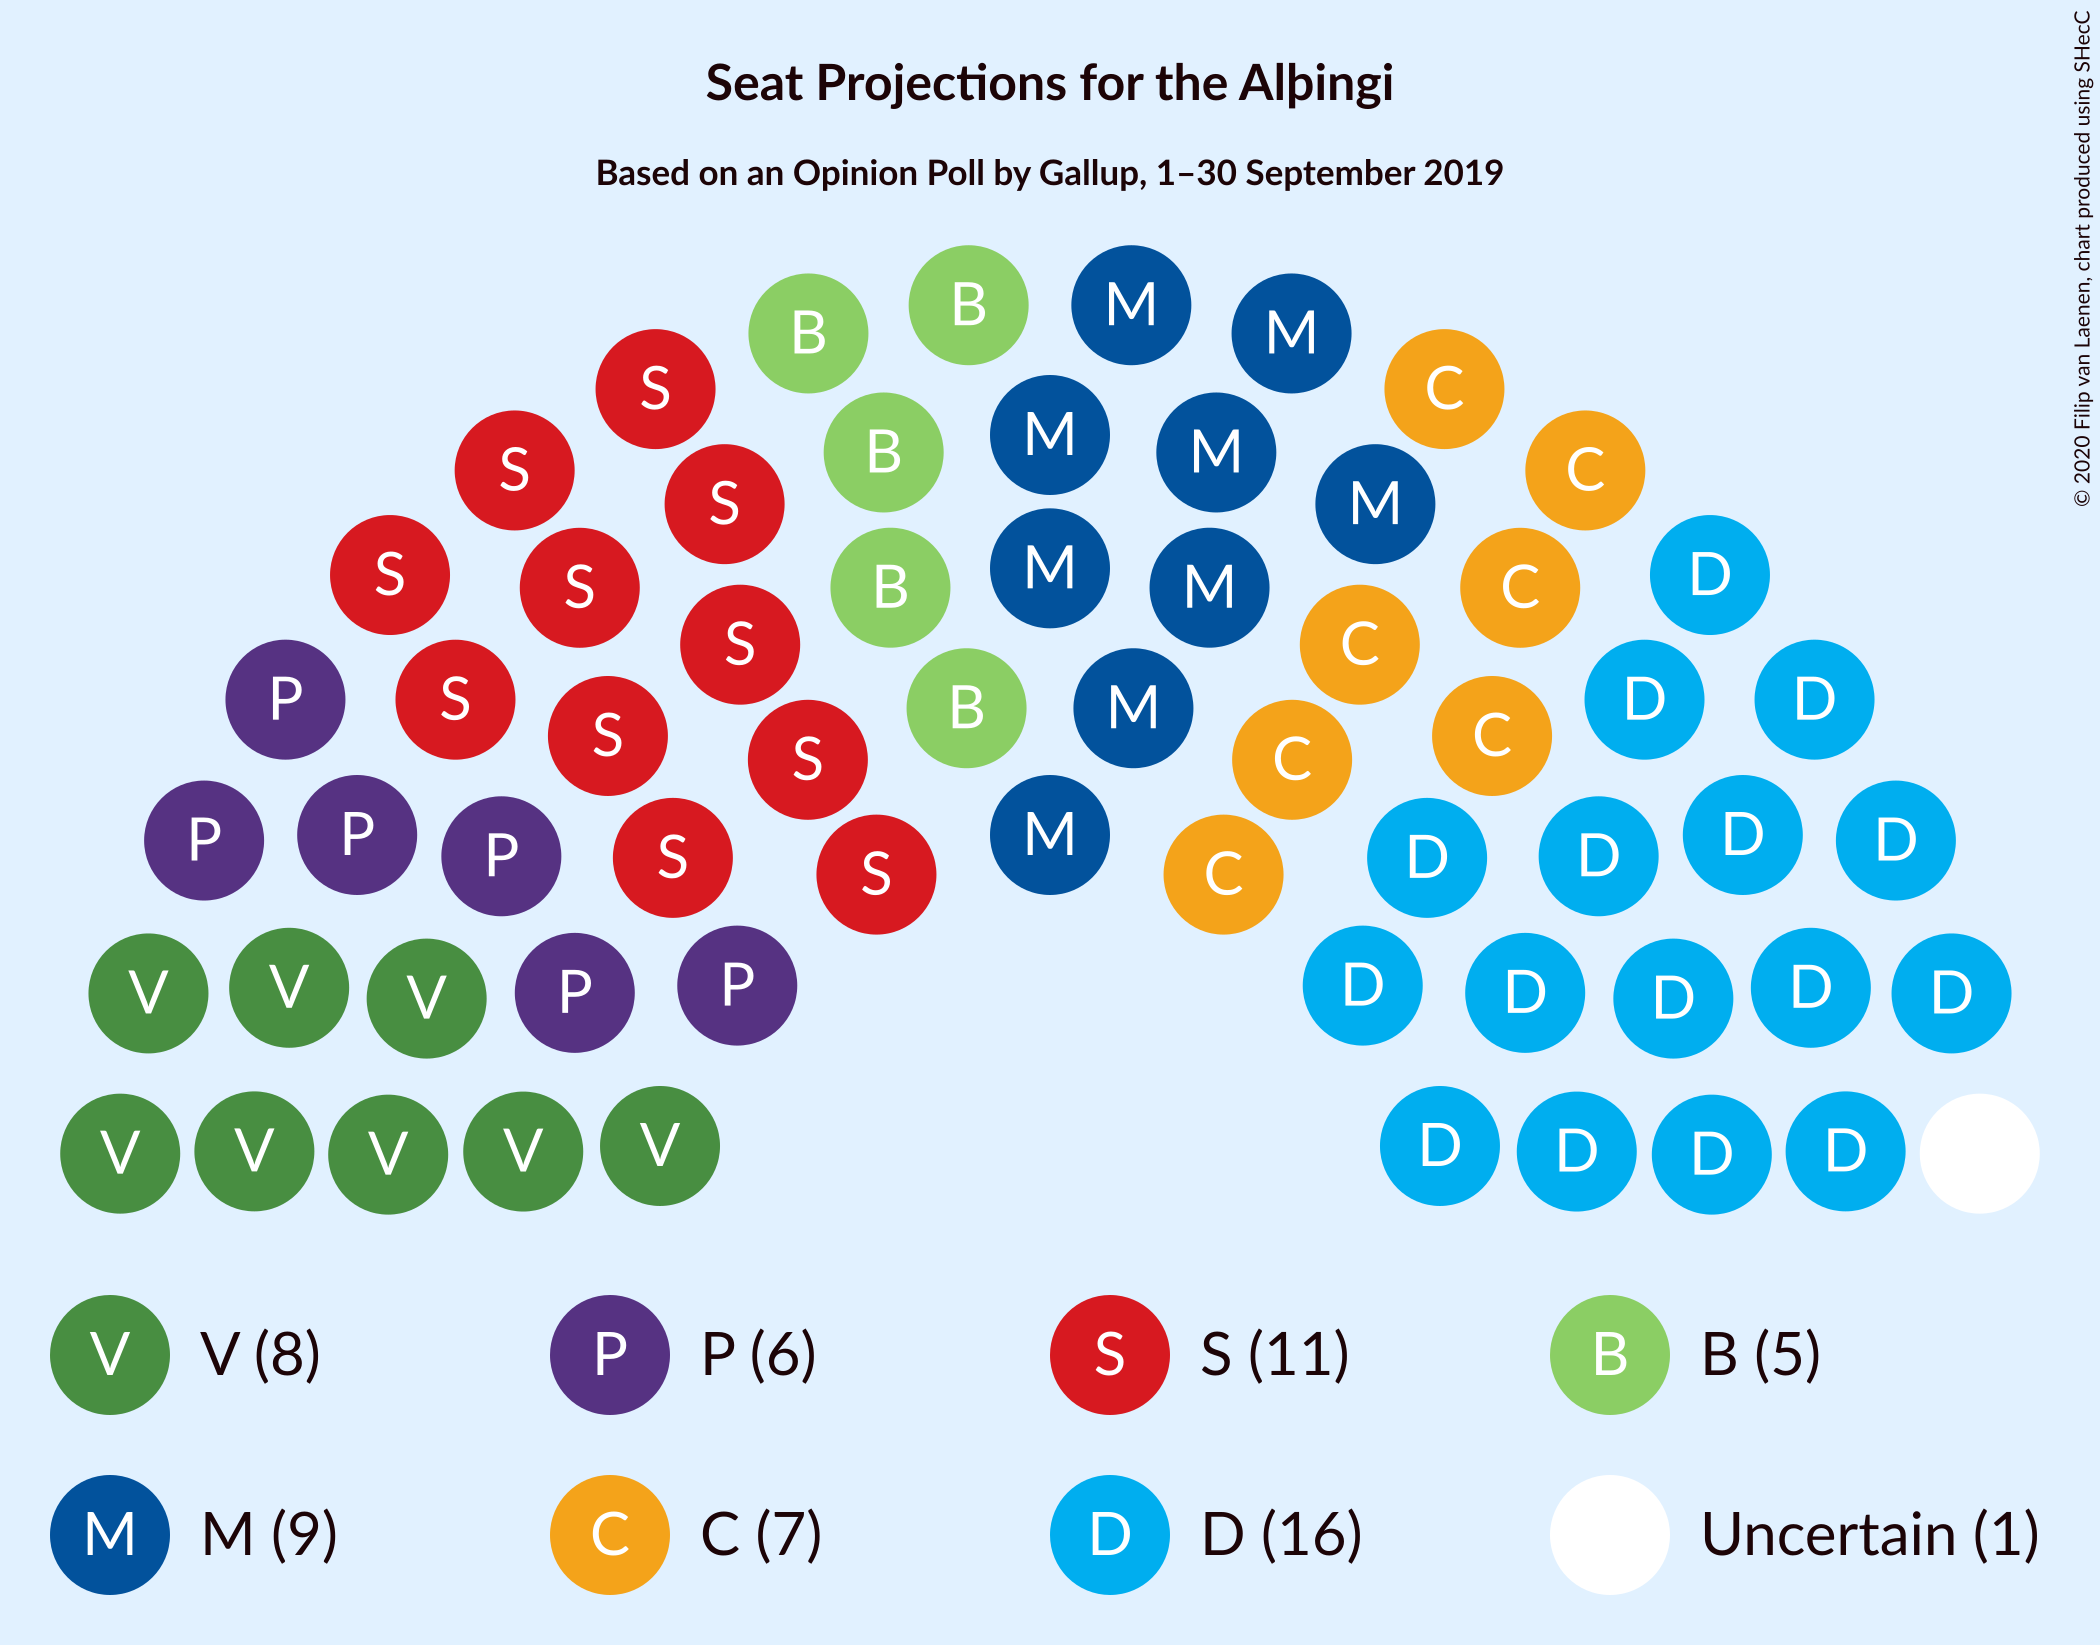 Seat Projections for the Alþingi
Based on an Opinion Poll by Gallup, 1–30 September 2019
© 2020 Filip van Laenen, chart produced using SHecC
B B M M
S B M M C
S S B M M M C
S S S B M M C C D
P S S S B M C C D D
P P P S S M C D D D D
V V V P P D D D D D
V V V V V D D D D
V V (8) P P (6) S S (11) B B (5)
M M (9) C C (7) D D (16) Uncertain (1)